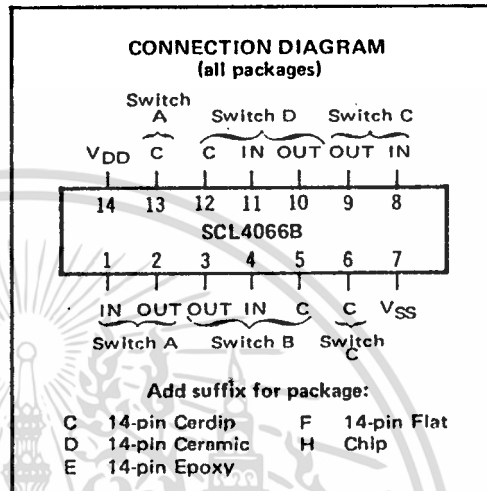 CONNECTION DIAGRAM
(all packages)
Switch A Switch D Switch C
VDD C C IN OUT OUT IN
14 13 12 11 10 9 8
SCL4066B
1 2 3 4 5 6 7
IN OUT OUT IN C C VSS
Switch A Switch B Switch C
Add suffix for package:
C 14-pin Cerdip F 14-pin Flat
D 14-pin Ceramic H Chip
E 14-pin Epoxy